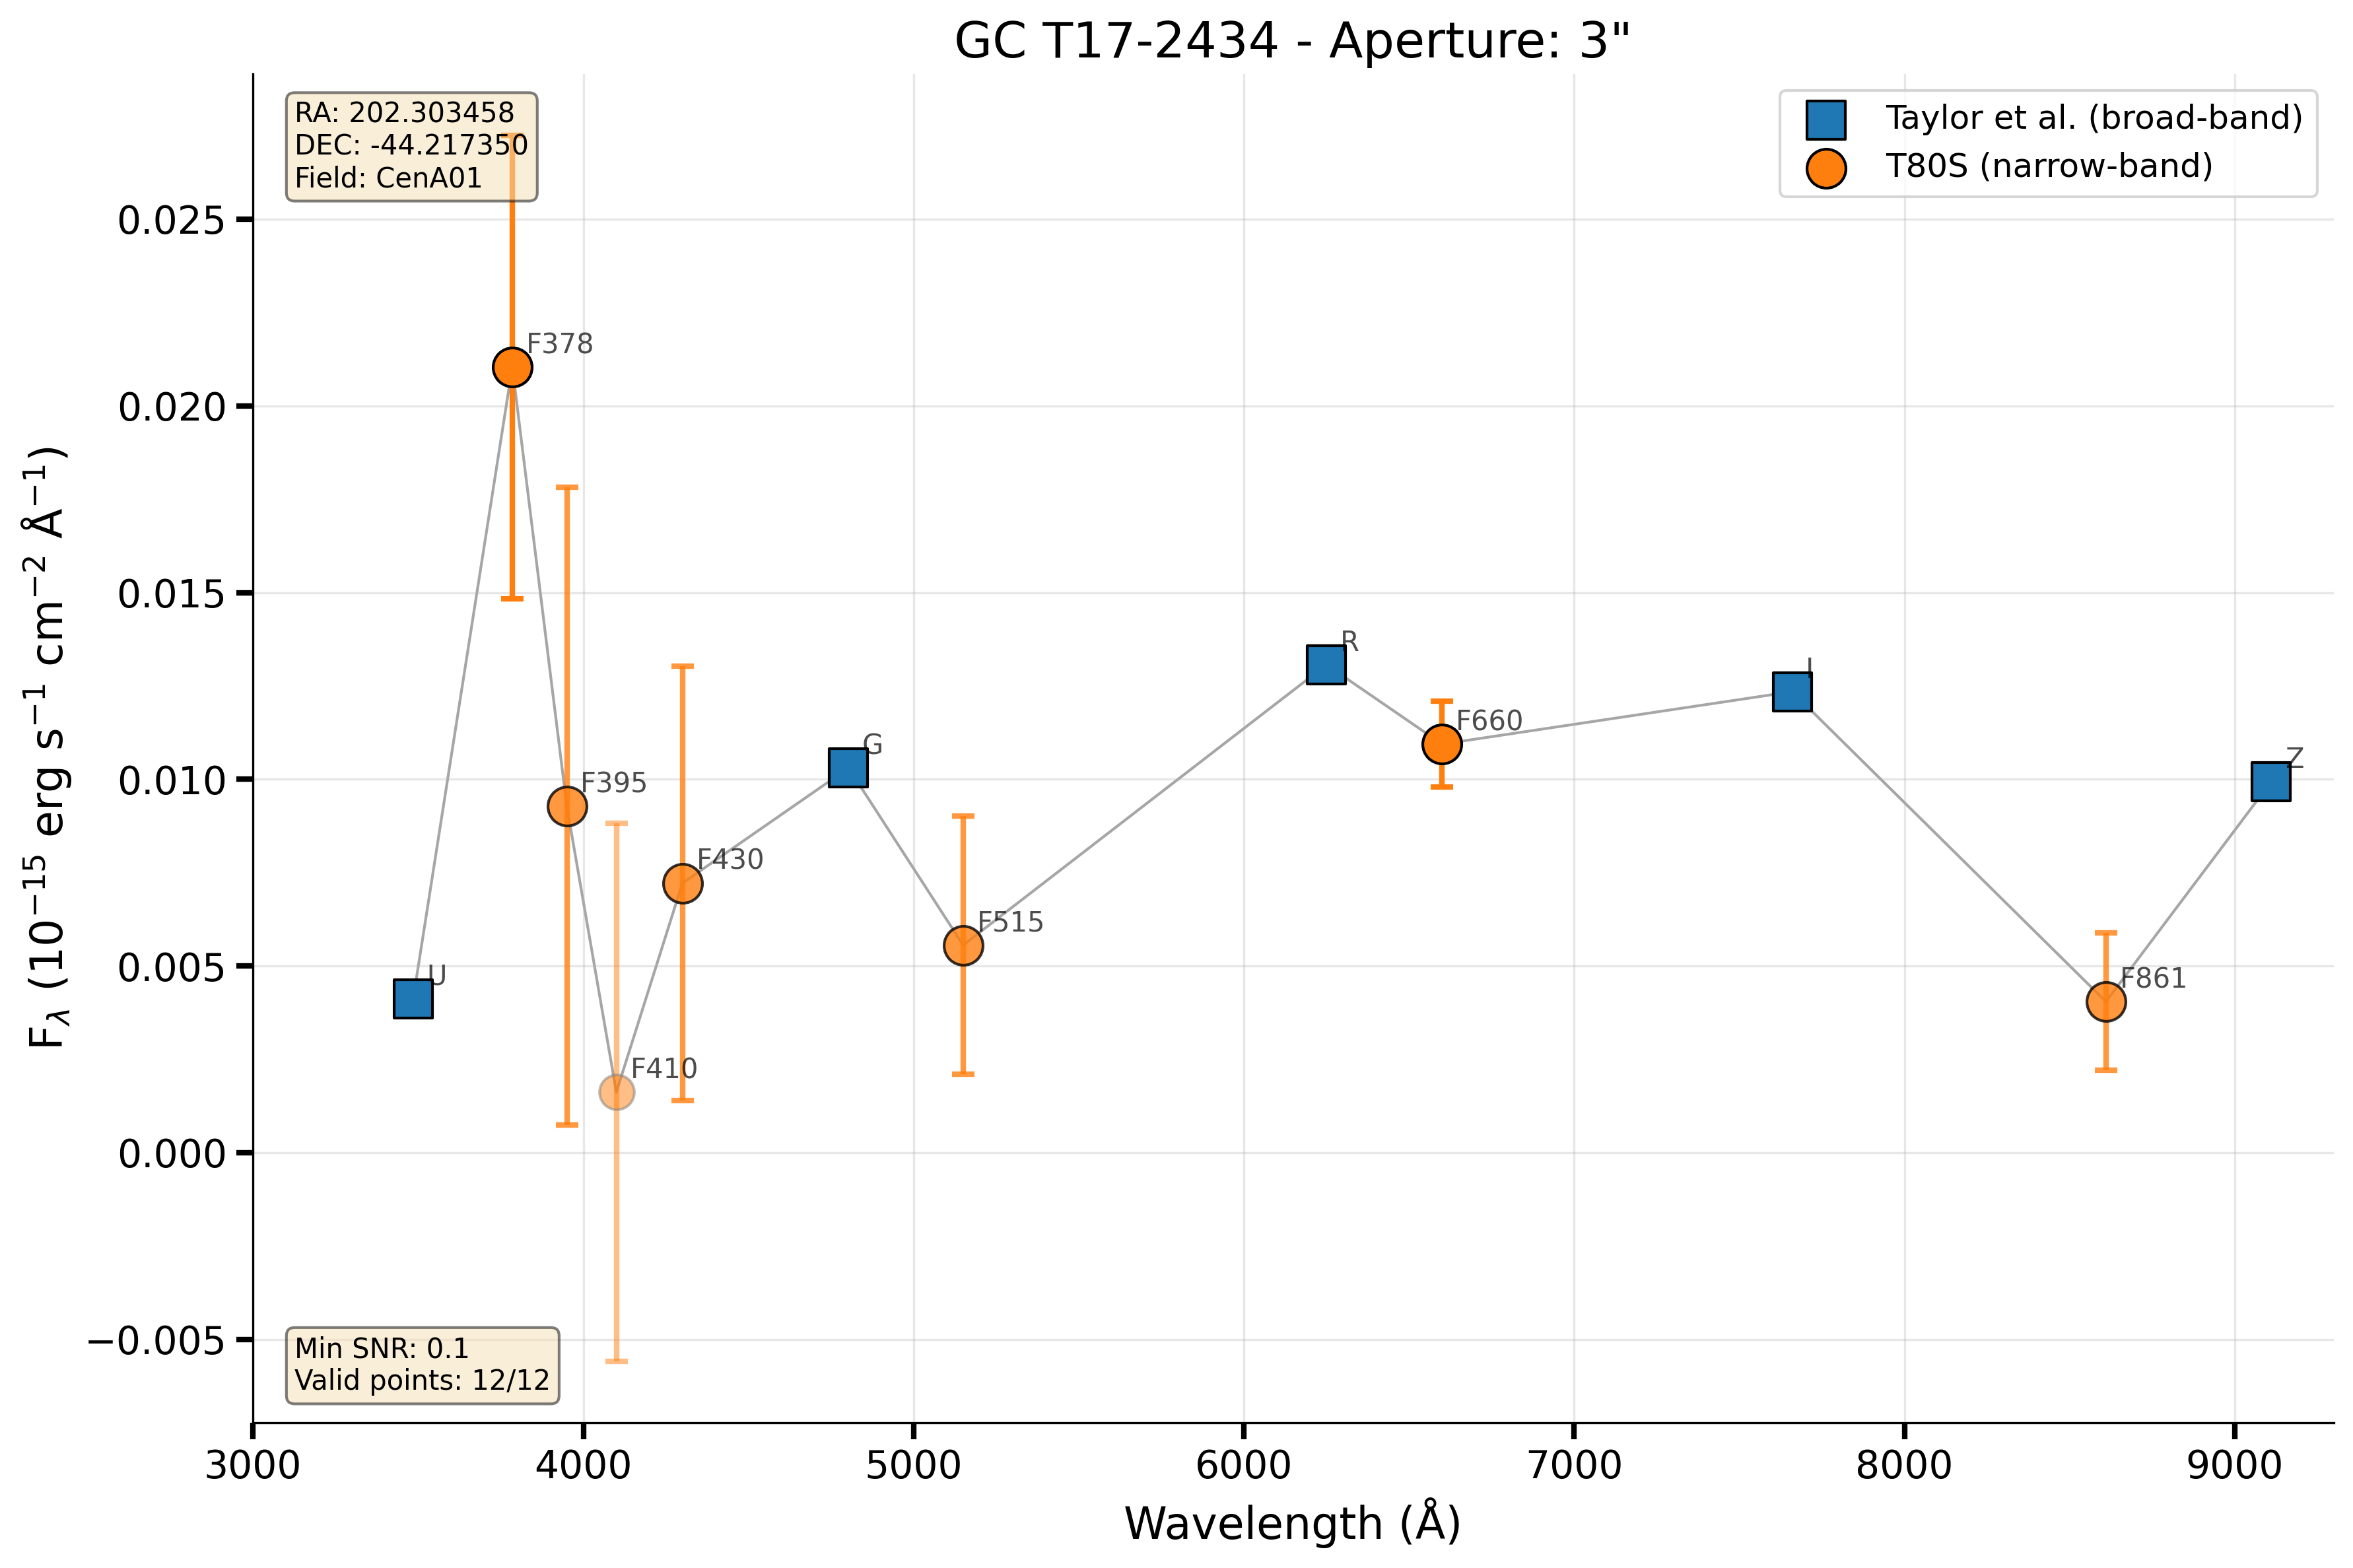 GC T17-2434 - Aperture: 3"
RA: 202.303458
DEC: -44.217350
Field: CenA01
Taylor et al. (broad-band)
T80S (narrow-band)
0.025
0.020
0.015
0.010
0.005
0.000
−0.005
F_λ (10⁻¹⁵ erg s⁻¹ cm⁻² Å⁻¹)
U
F378
F395
F410
F430
G
F515
R
F660
I
F861
Z
Min SNR: 0.1
Valid points: 12/12
3000 4000 5000 6000 7000 8000 9000
Wavelength (Å)